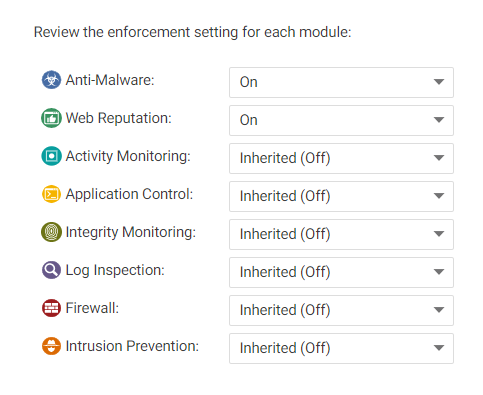 Review the enforcement setting for each module:
Anti-Malware: On
Web Reputation: On
Activity Monitoring: Inherited (Off)
Application Control: Inherited (Off)
Integrity Monitoring: Inherited (Off)
Log Inspection: Inherited (Off)
Firewall: Inherited (Off)
Intrusion Prevention: Inherited (Off)